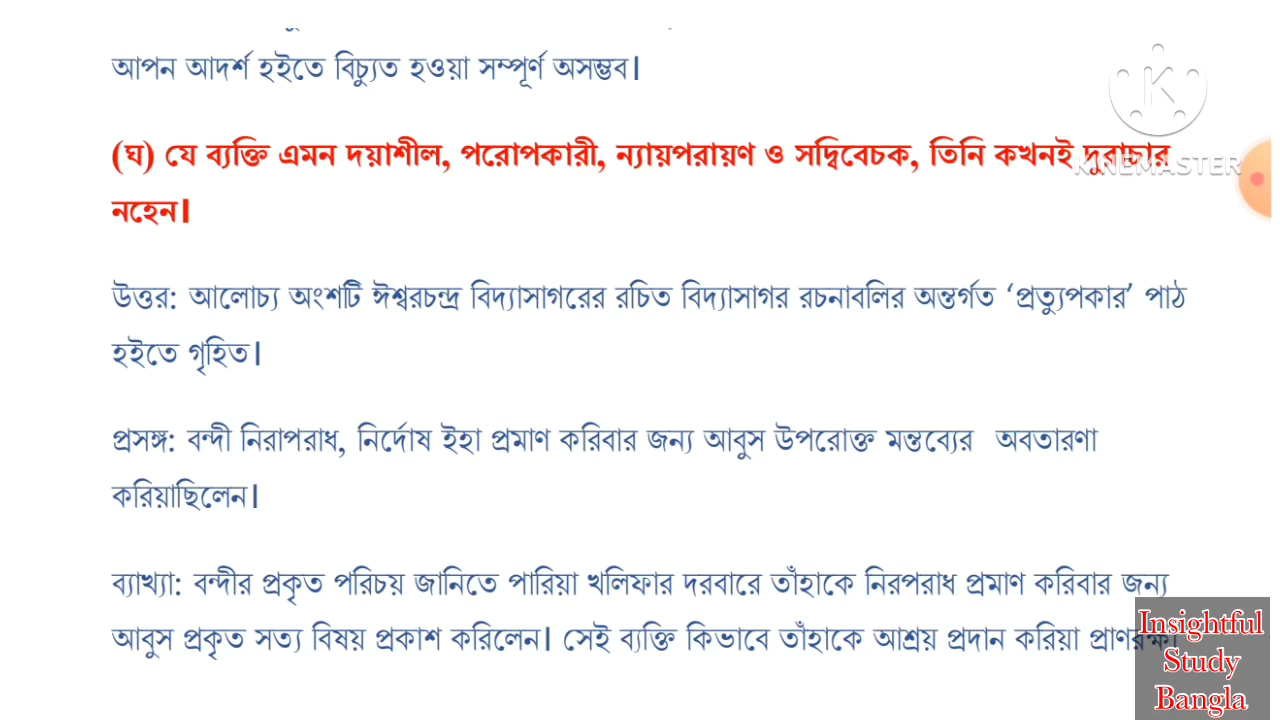 আপন আদর্শ হইতে বিচ্যুত হওয়া সম্পূর্ণ অসম্ভব।
(ঘ) যে ব্যক্তি এমন দয়াশীল, পরোপকারী, ন্যায়পরায়ণ ও সদ্বিবেচক, তিনি কখনই দুরাচার
KINEMASTER
নহেন।
উত্তর: আলোচ্য অংশটি ঈশ্বরচন্দ্র বিদ্যাসাগরের রচিত বিদ্যাসাগর রচনাবলির অন্তর্গত ‘প্রত্যুপকার’ পাঠ
হইতে গৃহিত।
প্রসঙ্গ: বন্দী নিরাপরাধ, নির্দোষ ইহা প্রমাণ করিবার জন্য আবুস উপরোক্ত মন্তব্যের অবতারণা
করিয়াছিলেন।
ব্যাখ্যা: বন্দীর প্রকৃত পরিচয় জানিতে পারিয়া খলিফার দরবারে তাঁহাকে নিরপরাধ প্রমাণ করিবার জন্য
আবুস প্রকৃত সত্য বিষয় প্রকাশ করিলেন। সেই ব্যক্তি কিভাবে তাঁহাকে আশ্রয় প্রদান করিয়া প্রাণরক্ষা
Insightful
Study
Bangla